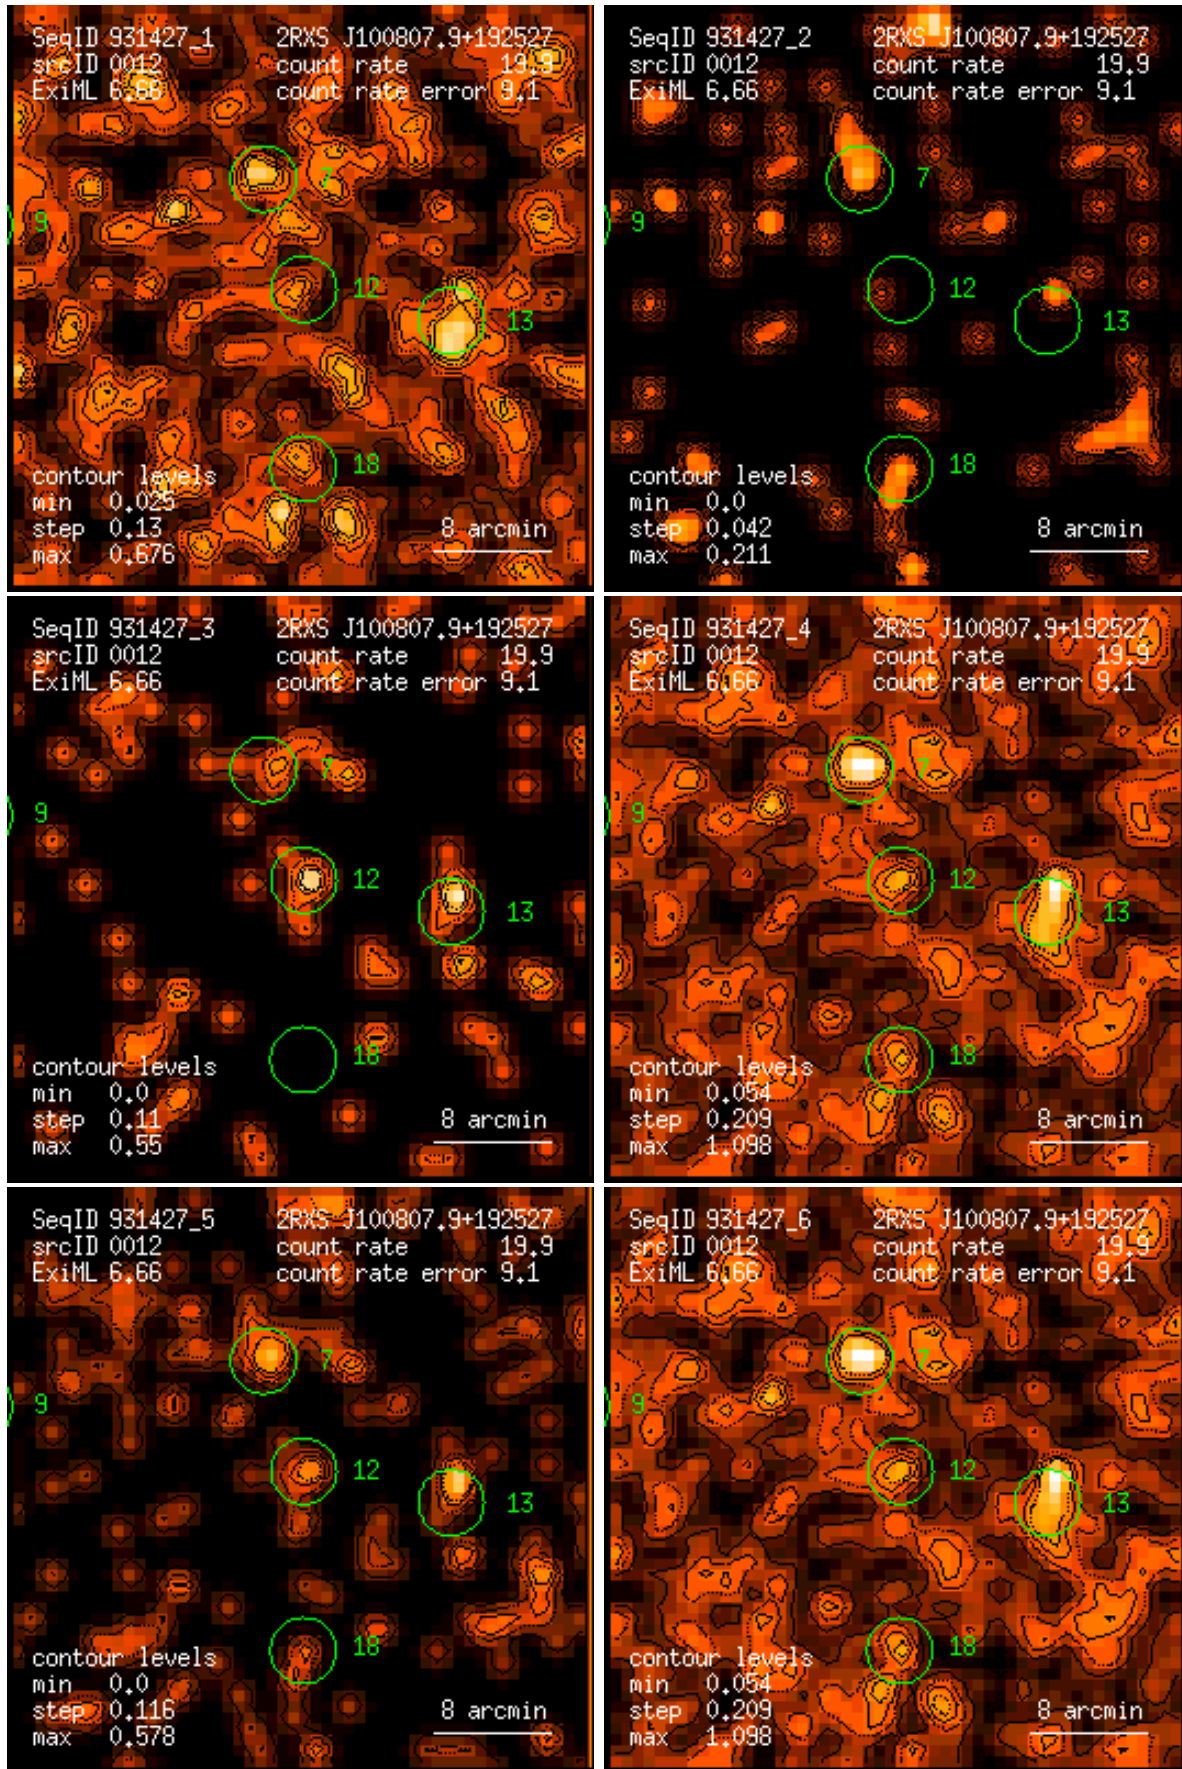 SeqID 931427_1 2RXS J100807.9+192527
srcID 0012 count rate 19.9
ExiML 6.66 count rate error 9.1
7
9
12
13
18
contour levels
min 0.025
step 0.13
max 0.676
8 arcmin
SeqID 931427_2 2RXS J100807.9+192527
srcID 0012 count rate 19.9
ExiML 6.66 count rate error 9.1
7
9
12
13
18
contour levels
min 0.0
step 0.042
max 0.211
8 arcmin
SeqID 931427_3 2RXS J100807.9+192527
srcID 0012 count rate 19.9
ExiML 6.66 count rate error 9.1
7
9
12
13
18
contour levels
min 0.0
step 0.11
max 0.55
8 arcmin
SeqID 931427_4 2RXS J100807.9+192527
srcID 0012 count rate 19.9
ExiML 6.66 count rate error 9.1
7
9
12
13
18
contour levels
min 0.054
step 0.209
max 1.098
8 arcmin
SeqID 931427_5 2RXS J100807.9+192527
srcID 0012 count rate 19.9
ExiML 6.66 count rate error 9.1
7
9
12
13
18
contour levels
min 0.0
step 0.116
max 0.578
8 arcmin
SeqID 931427_6 2RXS J100807.9+192527
srcID 0012 count rate 19.9
ExiML 6.66 count rate error 9.1
7
9
12
13
18
contour levels
min 0.054
step 0.209
max 1.098
8 arcmin